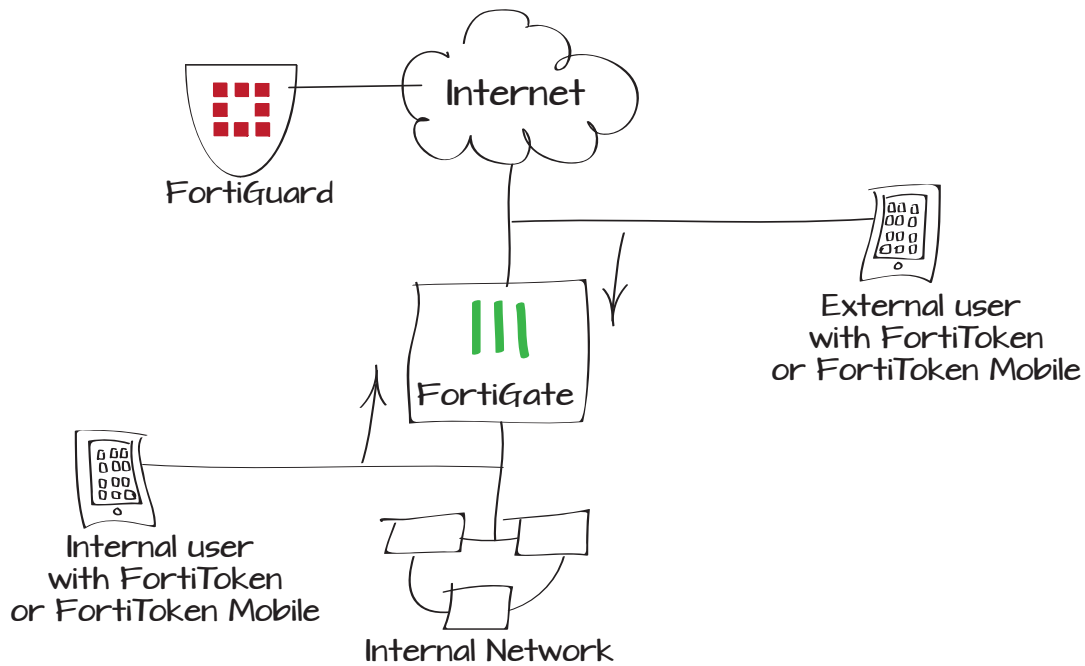 Internet
FortiGuard
External user
with FortiToken
or FortiToken Mobile
FortiGate
Internal user
with FortiToken
or FortiToken Mobile
Internal Network